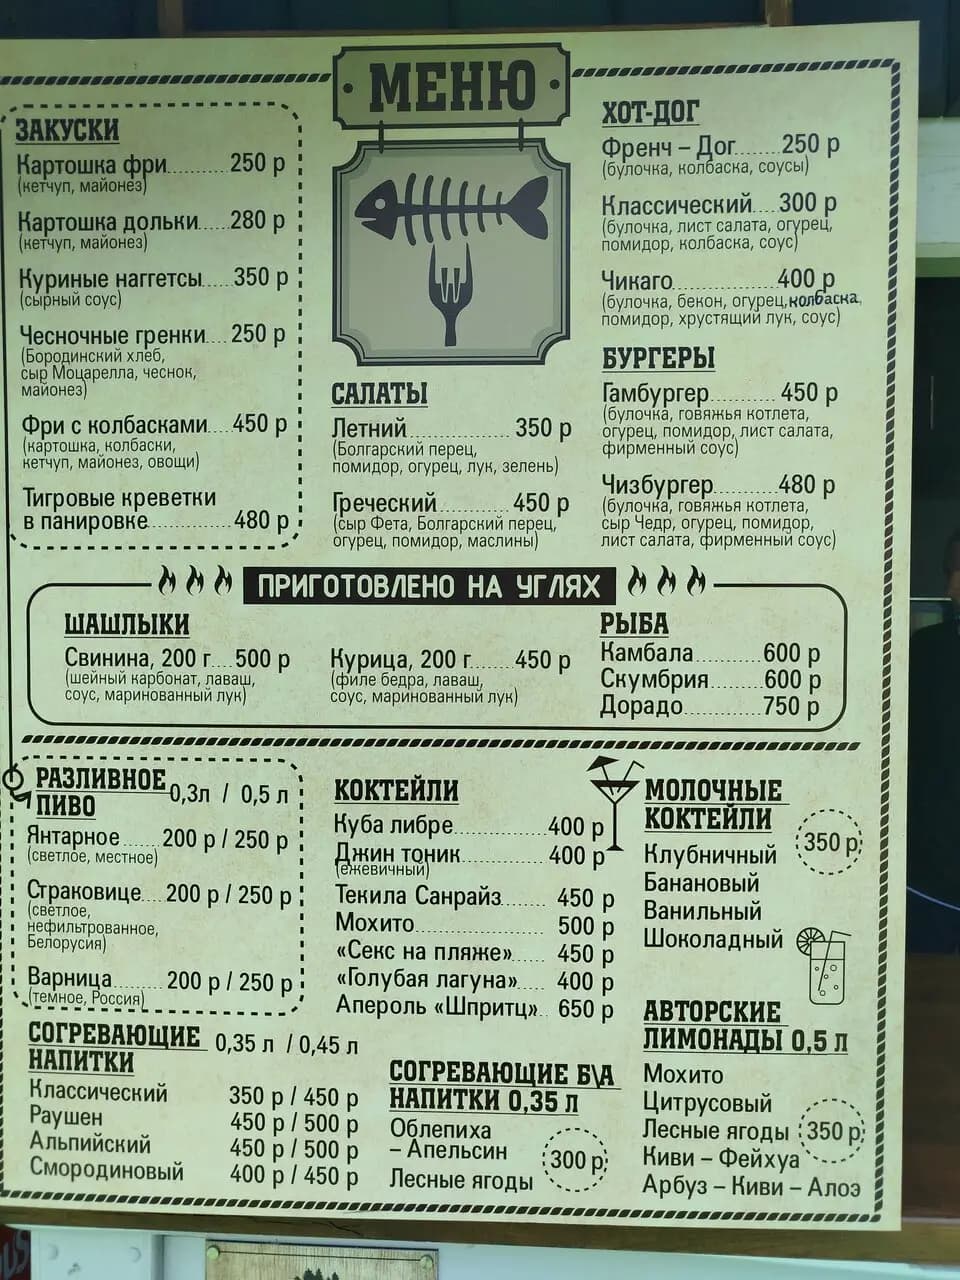 МЕНЮ
ЗАКУСКИ
Картошка фри.......... 250 р
(кетчуп, майонез)
Картошка дольки..... 280 р
(кетчуп, майонез)
Куриные наггетсы..... 350 р
(сырный соус)
Чесночные гренки.... 250 р
(Бородинский хлеб,
сыр Моцарелла, чеснок,
майонез)
Фри с колбасками.... 450 р
(картошка, колбаски,
кетчуп, майонез, овощи)
Тигровые креветки
в панировке.............. 480 р
САЛАТЫ
Летний................. 350 р
(Болгарский перец,
помидор, огурец, лук, зелень)
Греческий............. 450 р
(сыр Фета, Болгарский перец,
огурец, помидор, маслины)
ХОТ-ДОГ
Френч – Дог........ 250 р
(булочка, колбаска, соусы)
Классический.... 300 р
(булочка, лист салата, огурец,
помидор, колбаска, соус)
Чикаго.................. 400 р
(булочка, бекон, огурец, колбаска
помидор, хрустящий лук, соус)
БУРГЕРЫ
Гамбургер........... 450 р
(булочка, говяжья котлета,
огурец, помидор, лист салата,
фирменный соус)
Чизбургер........... 480 р
(булочка, говяжья котлета,
сыр Чедр, огурец, помидор,
лист салата, фирменный соус)
ПРИГОТОВЛЕНО НА УГЛЯХ
ШАШЛЫКИ
Свинина, 200 г.... 500 р
(шейный карбонат, лаваш,
соус, маринованный лук)
Курица, 200 г........ 450 р
(филе бедра, лаваш,
соус, маринованный лук)
РЫБА
Камбала............ 600 р
Скумбрия.......... 600 р
Дорадо.............. 750 р
РАЗЛИВНОЕ
ПИВО
0,3л / 0,5 л
Янтарное....... 200 р / 250 р
(светлое, местное)
Страковице.... 200 р / 250 р
(светлое,
нефильтрованное,
Белорусия)
Варница......... 200 р / 250 р
(темное, Россия)
КОКТЕЙЛИ
Куба либре................ 400 р
Джин тоник............... 400 р
(ежевичный)
Текила Санрайз........ 450 р
Мохито...................... 500 р
«Секс на пляже»...... 450 р
«Голубая лагуна»..... 400 р
Апероль «Шпритц».. 650 р
МОЛОЧНЫЕ
КОКТЕЙЛИ
350 р
Клубничный
Банановый
Ванильный
Шоколадный
СОГРЕВАЮЩИЕ
НАПИТКИ
0,35 л / 0,45 л
Классический 350 р / 450 р
Раушен 450 р / 500 р
Альпийский 450 р / 500 р
Смородиновый 400 р / 450 р
СОГРЕВАЮЩИЕ Б\А
НАПИТКИ 0,35 л
Облепиха
– Апельсин
Лесные ягоды
300 р
АВТОРСКИЕ
ЛИМОНАДЫ 0,5 л
Мохито
Цитрусовый
Лесные ягоды
Киви – Фейхуа
Арбуз – Киви – Алоэ
350 р